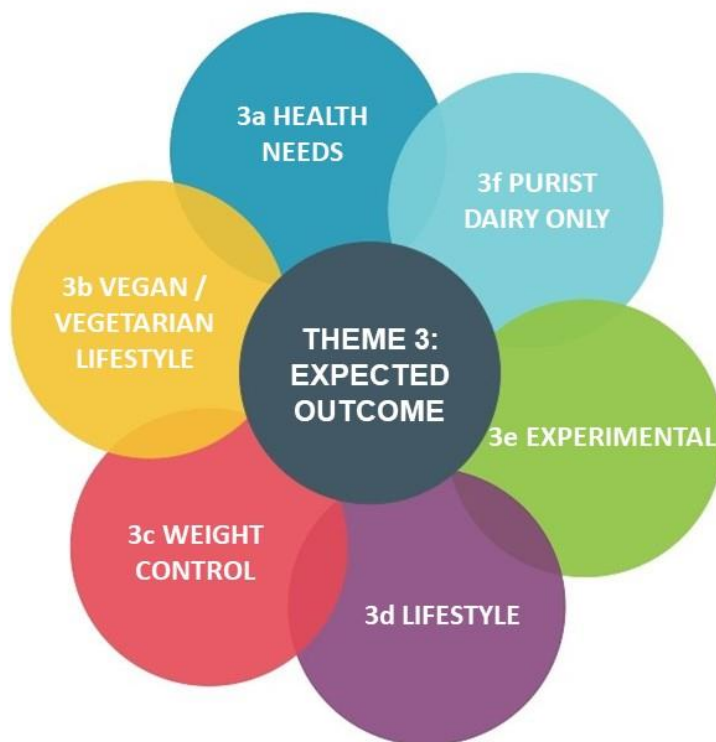 3a HEALTH
NEEDS
3f PURIST
DAIRY ONLY
3b VEGAN /
VEGETARIAN
LIFESTYLE
THEME 3:
EXPECTED
OUTCOME
3e EXPERIMENTAL
3c WEIGHT
CONTROL
3d LIFESTYLE